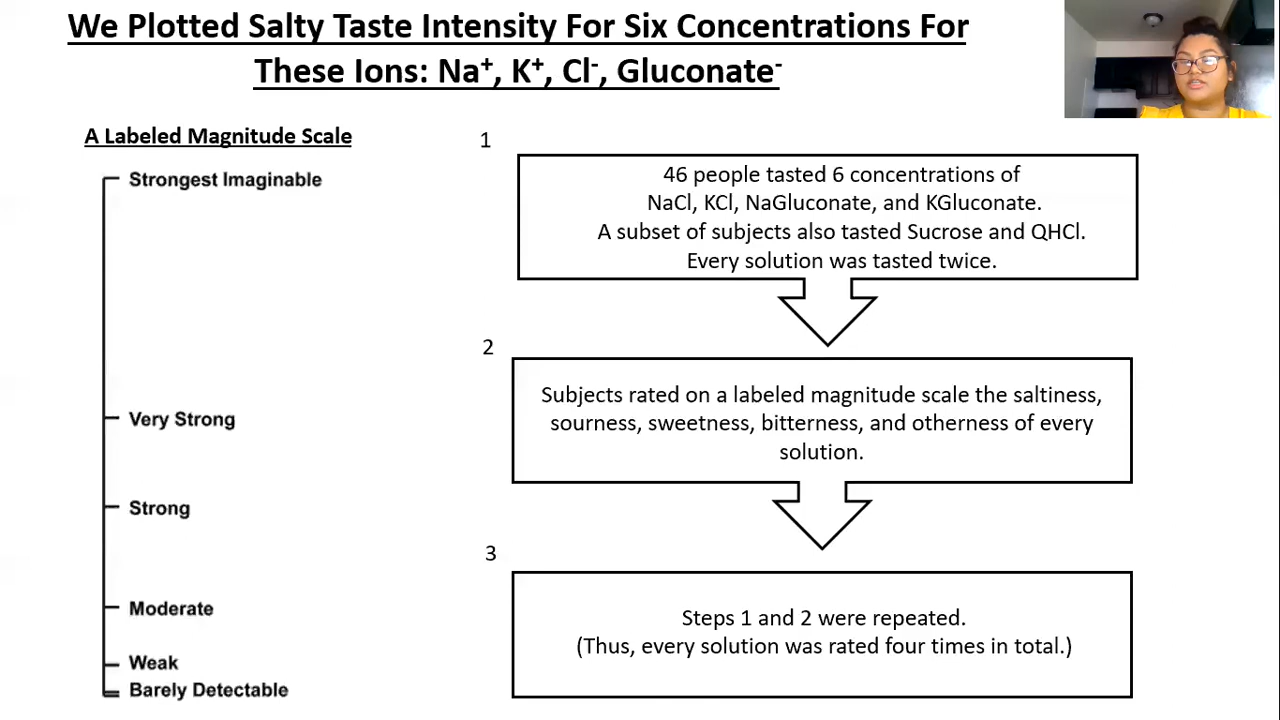 We Plotted Salty Taste Intensity For Six Concentrations For
These Ions: Na⁺, K⁺, Cl⁻, Gluconate⁻
A Labeled Magnitude Scale
Strongest Imaginable
Very Strong
Strong
Moderate
Weak
Barely Detectable
1
46 people tasted 6 concentrations of
NaCl, KCl, NaGluconate, and KGluconate.
A subset of subjects also tasted Sucrose and QHCl.
Every solution was tasted twice.
2
Subjects rated on a labeled magnitude scale the saltiness,
sourness, sweetness, bitterness, and otherness of every
solution.
3
Steps 1 and 2 were repeated.
(Thus, every solution was rated four times in total.)